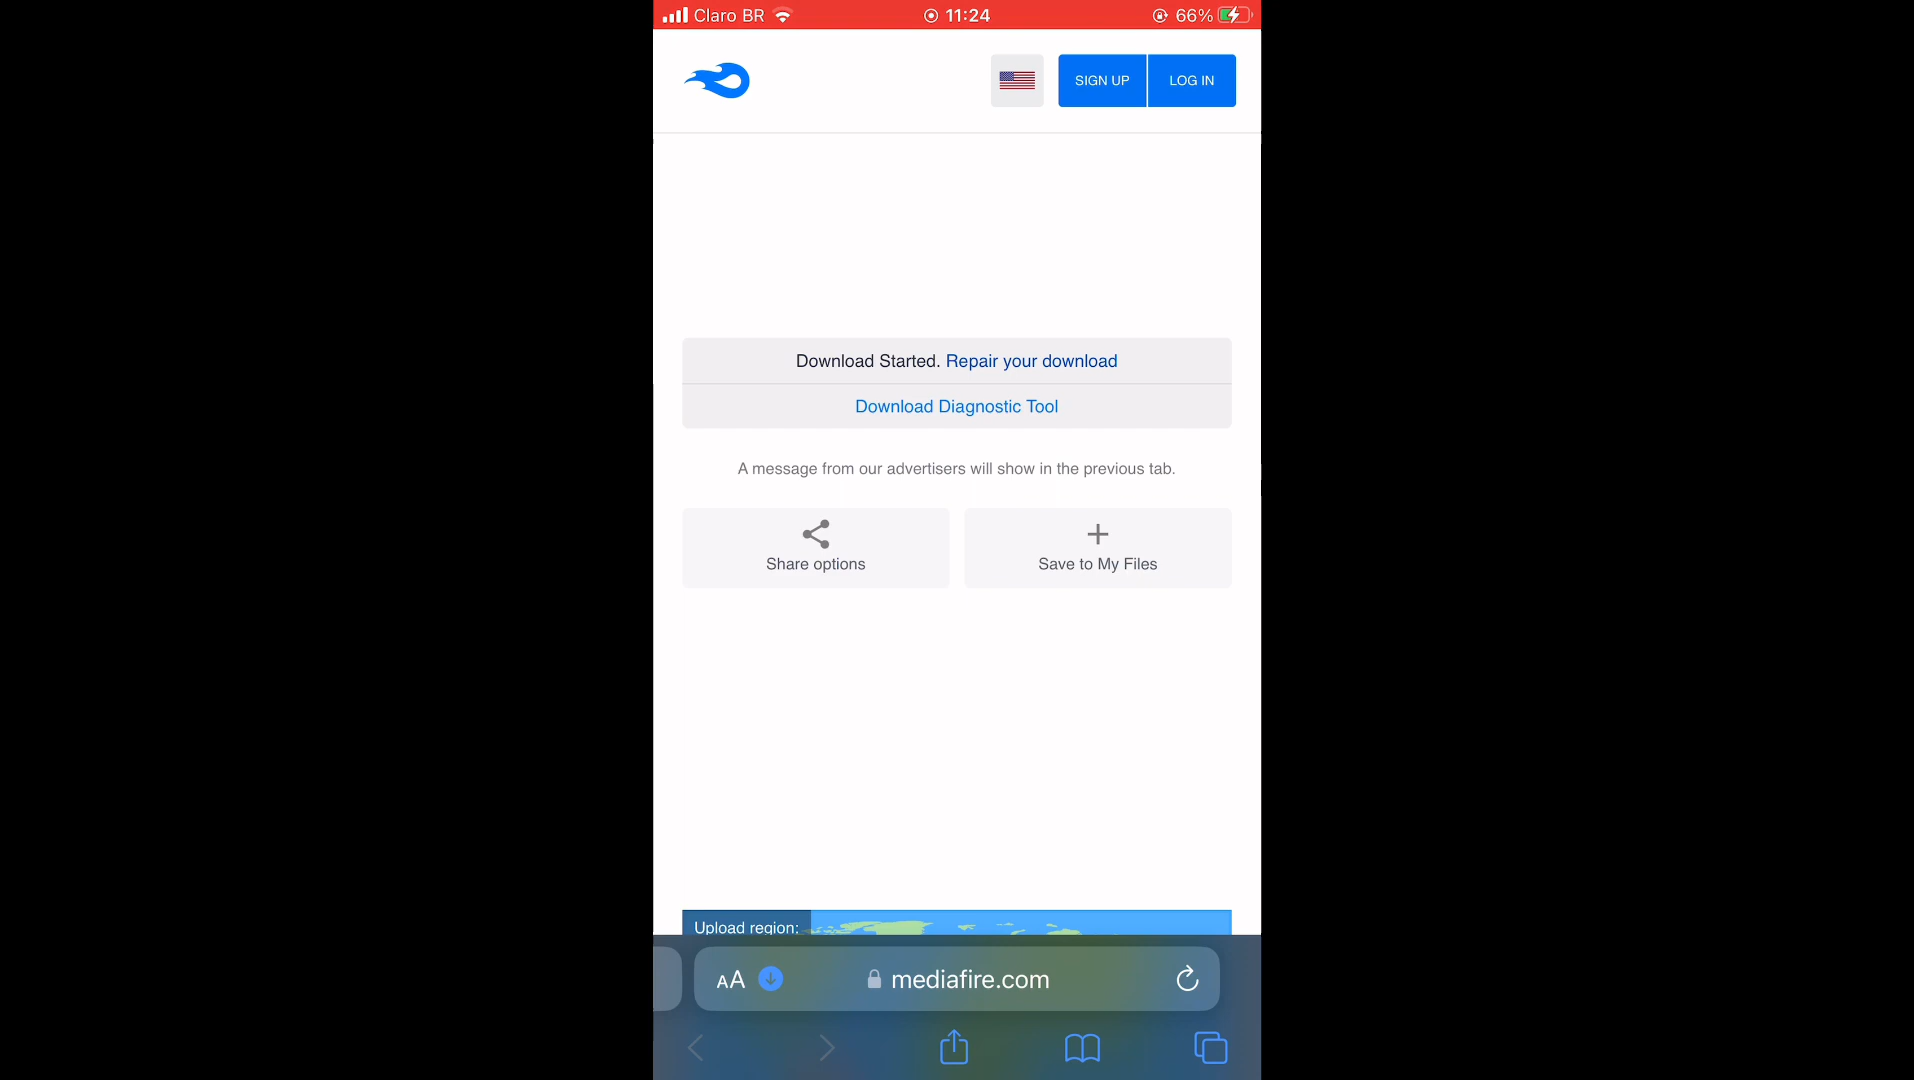 Claro BR 11:24 66%
SIGN UP LOG IN
Download Started. Repair your download
Download Diagnostic Tool
A message from our advertisers will show in the previous tab.
Share options Save to My Files
Upload region:
AA mediafire.com